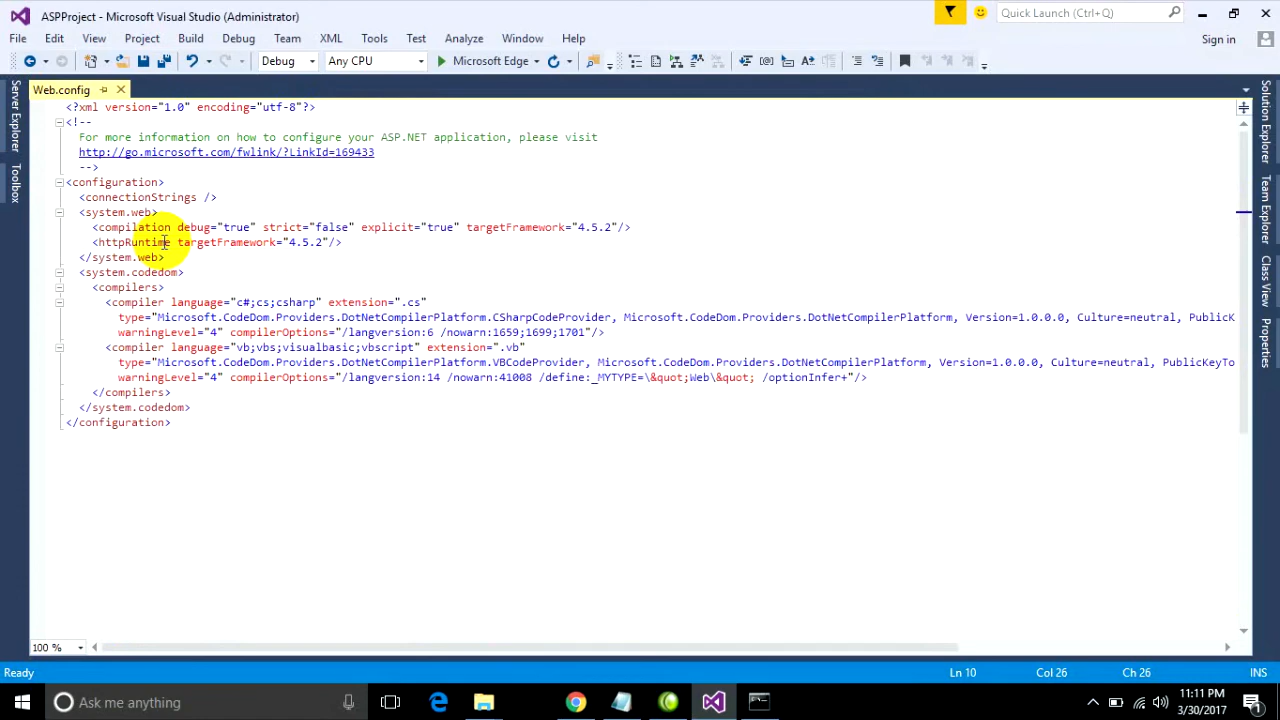 ASPProject - Microsoft Visual Studio (Administrator)
Quick Launch (Ctrl+Q)
File Edit View Website Build Debug Team XML Tools Test Analyze Window Help
Sign in
Debug Any CPU Microsoft Edge
Web.config
Server Explorer
Toolbox
Solution Explorer
Team Explorer
Class View
Properties
<?xml version="1.0" encoding="utf-8"?>
<!--
For more information on how to configure your ASP.NET application, please visit
http://go.microsoft.com/fwlink/?LinkId=169433
-->
<configuration>
<connectionStrings />
<system.web>
<compilation debug="true" strict="false" explicit="true" targetFramework="4.5.2"/>
<httpRuntime targetFramework="4.5.2"/>
</system.web>
<system.codedom>
<compilers>
<compiler language="c#;cs;csharp" extension=".cs"
type="Microsoft.CodeDom.Providers.DotNetCompilerPlatform.CSharpCodeProvider, Microsoft.CodeDom.Providers.DotNetCompilerPlatform, Version=1.0.0.0, Culture=neutral, PublicK
warningLevel="4" compilerOptions="/langversion:6 /nowarn:1659;1699;1701"/>
<compiler language="vb;vbs;visualbasic;vbscript" extension=".vb"
type="Microsoft.CodeDom.Providers.DotNetCompilerPlatform.VBCodeProvider, Microsoft.CodeDom.Providers.DotNetCompilerPlatform, Version=1.0.0.0, Culture=neutral, PublicKeyTo
warningLevel="4" compilerOptions="/langversion:14 /nowarn:41008 /define:_MYTYPE=\&quot;Web\&quot; /optionInfer+"/>
</compilers>
</system.codedom>
</configuration>
100 %
Ready Ln 10 Col 26 Ch 26 INS
Ask me anything
11:11 PM
3/30/2017